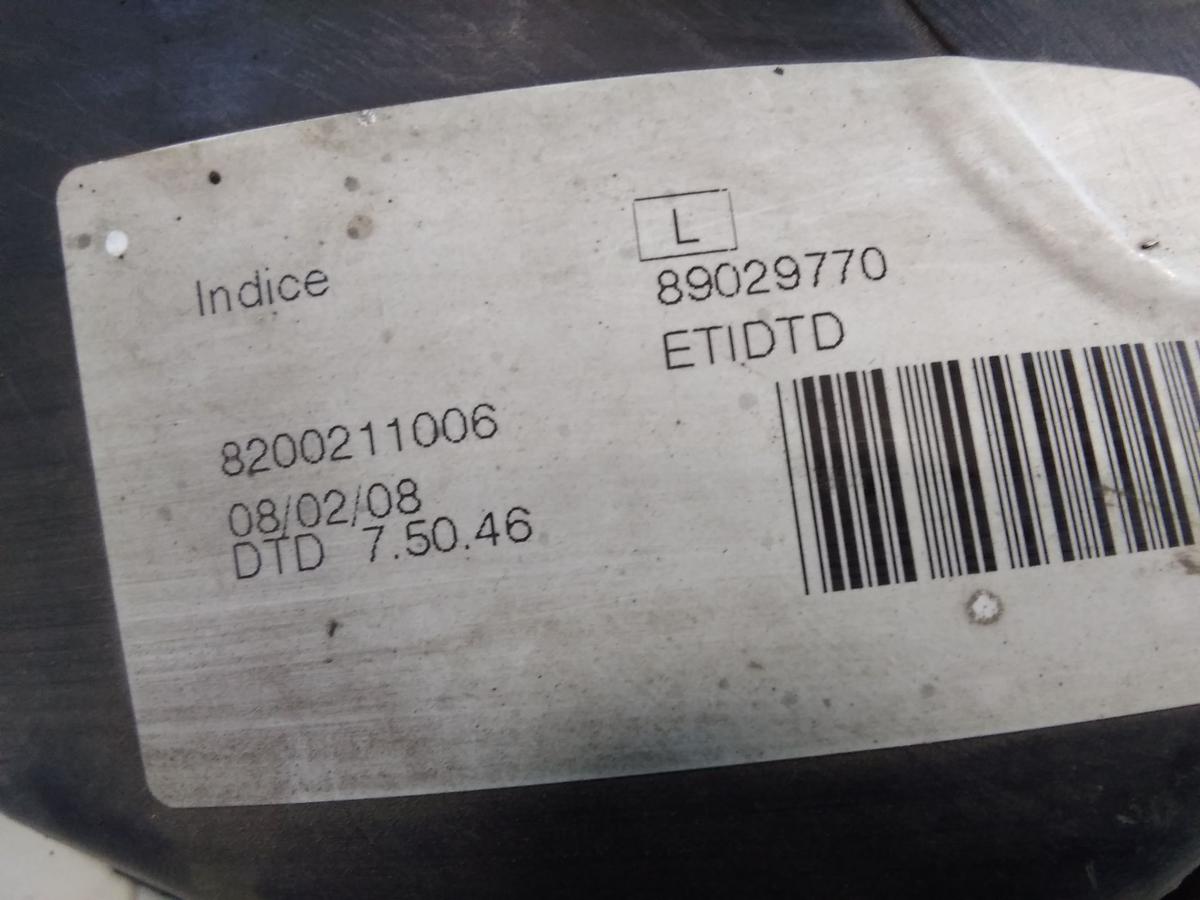 Indice
L
89029770
ETIDTD
8200211006
08/02/08
DTD 7.50.46